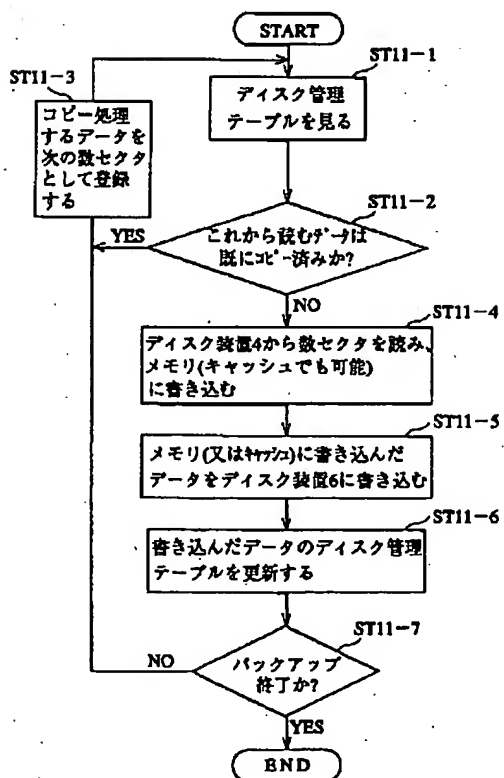 START
ST11-1
ディスク管理
テーブルを見る
ST11-3
コピー処理
するデータを
次の数セクタ
として登録
する
ST11-2
これから読むデータは
既にコピー済みか?
YES
NO
ST11-4
ディスク装置4から数セクタを読み、
メモリ(キャッシュでも可能)
に書き込む
ST11-5
メモリ(又はキャッシュ)に書き込んだ
データをディスク装置6に書き込む
ST11-6
書き込んだデータのディスク管理
テーブルを更新する
ST11-7
バックアップ
終了か?
NO
YES
END